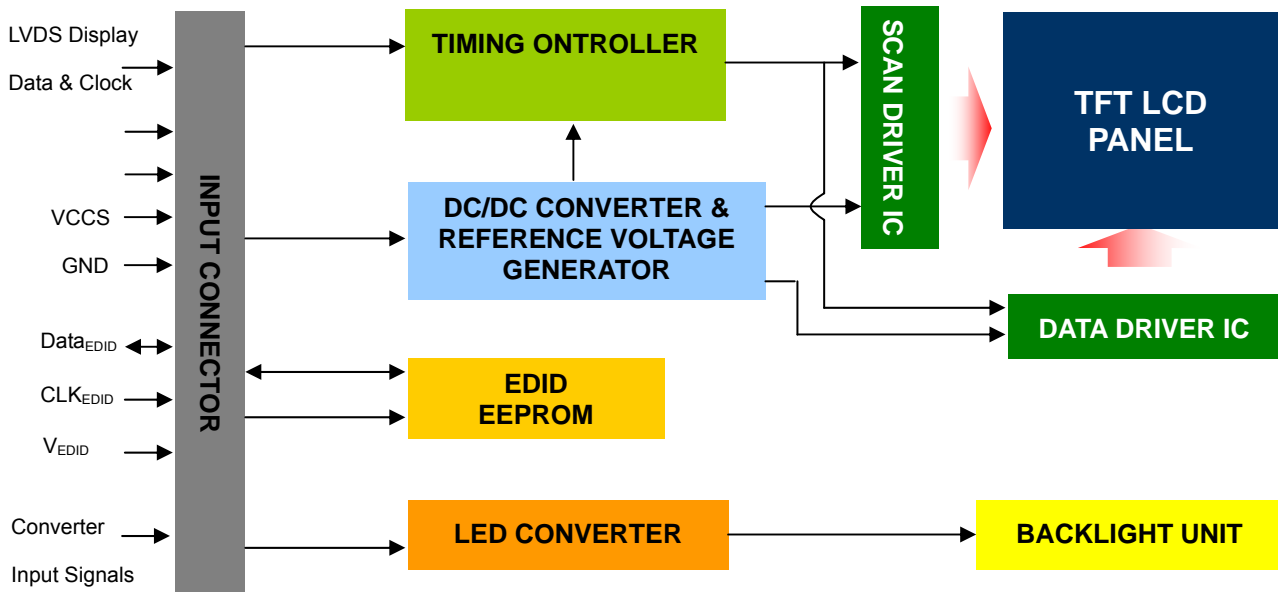 LVDS Display
Data & Clock
VCCS
GND
DataEDID
CLKEDID
VEDID
Converter
Input Signals
INPUT CONNECTOR
TIMING ONTROLLER
DC/DC CONVERTER &
REFERENCE VOLTAGE
GENERATOR
EDID
EEPROM
LED CONVERTER
SCAN DRIVER IC
TFT LCD
PANEL
DATA DRIVER IC
BACKLIGHT UNIT